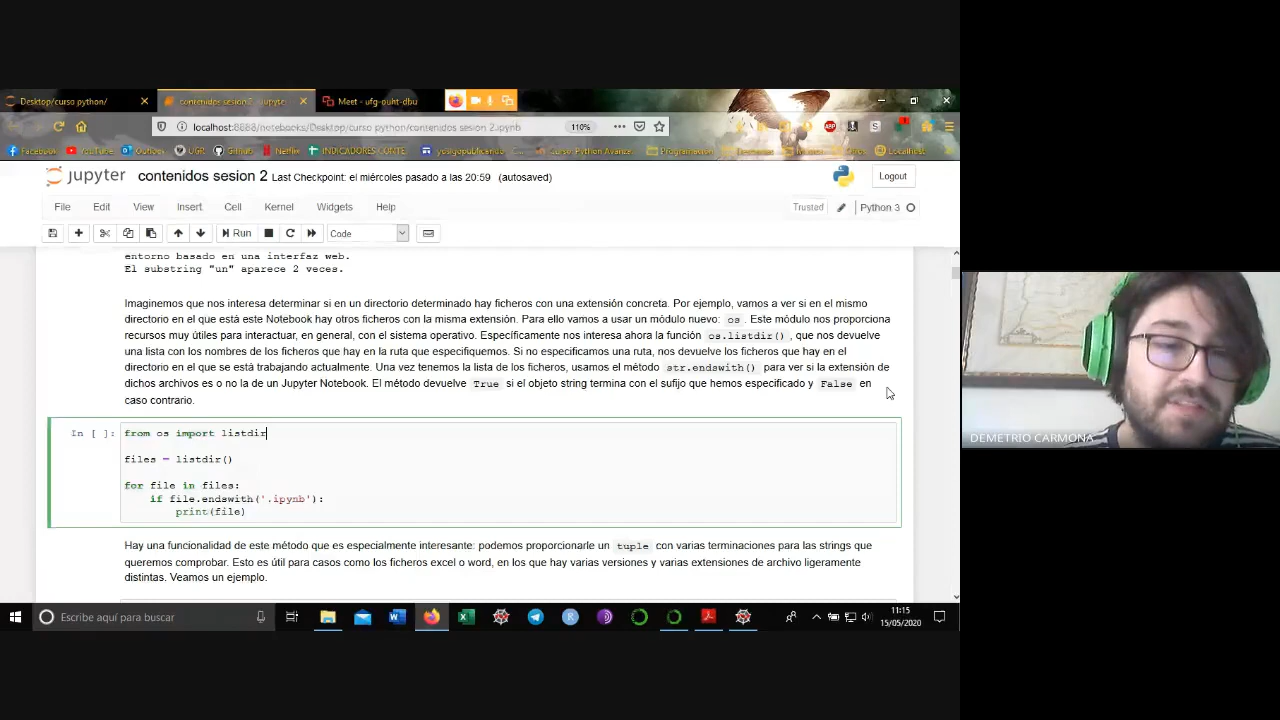 Desktop/curso python/
contenidos sesion 2 - Jupyter
Meet - ufg-ouht-dbu
localhost:8888/notebooks/Desktop/curso python/contenidos sesion 2.ipynb
110%
Facebook YouTube Outlook UGR Github Netflix INDICADORES CORTE yosigopublicando Curso Python Avanza Programacion Localhost
jupyter contenidos sesion 2 Last Checkpoint: el miércoles pasado a las 20:59 (autosaved)
Logout
File Edit View Insert Cell Kernel Widgets Help
Trusted Python 3
Run Code
entorno basado en una interfaz web.
El substring "un" aparece 2 veces.
Imaginemos que nos interesa determinar si en un directorio determinado hay ficheros con una extensión concreta. Por ejemplo, vamos a ver si en el mismo
directorio en el que está este Notebook hay otros ficheros con la misma extensión. Para ello vamos a usar un módulo nuevo: os . Este módulo nos proporciona
recursos muy útiles para interactuar, en general, con el sistema operativo. Específicamente nos interesa ahora la función os.listdir() , que nos devuelve
una lista con los nombres de los ficheros que hay en la ruta que especifiquemos. Si no especificamos una ruta, nos devuelve los ficheros que hay en el
directorio en el que se está trabajando actualmente. Una vez tenemos la lista de los ficheros, usamos el método str.endswith() para ver si la extensión de
dichos archivos es o no la de un Jupyter Notebook. El método devuelve True si el objeto string termina con el sufijo que hemos especificado y False en
caso contrario.
In [ ]: from os import listdir
files = listdir()
for file in files:
if file.endswith('.ipynb'):
print(file)
Hay una funcionalidad de este método que es especialmente interesante: podemos proporcionarle un tuple con varias terminaciones para las strings que
queremos comprobar. Esto es útil para casos como los ficheros excel o word, en los que hay varias versiones y varias extensiones de archivo ligeramente
distintas. Veamos un ejemplo.
Escribe aquí para buscar
11:15
15/05/2020
DEMETRIO CARMONA